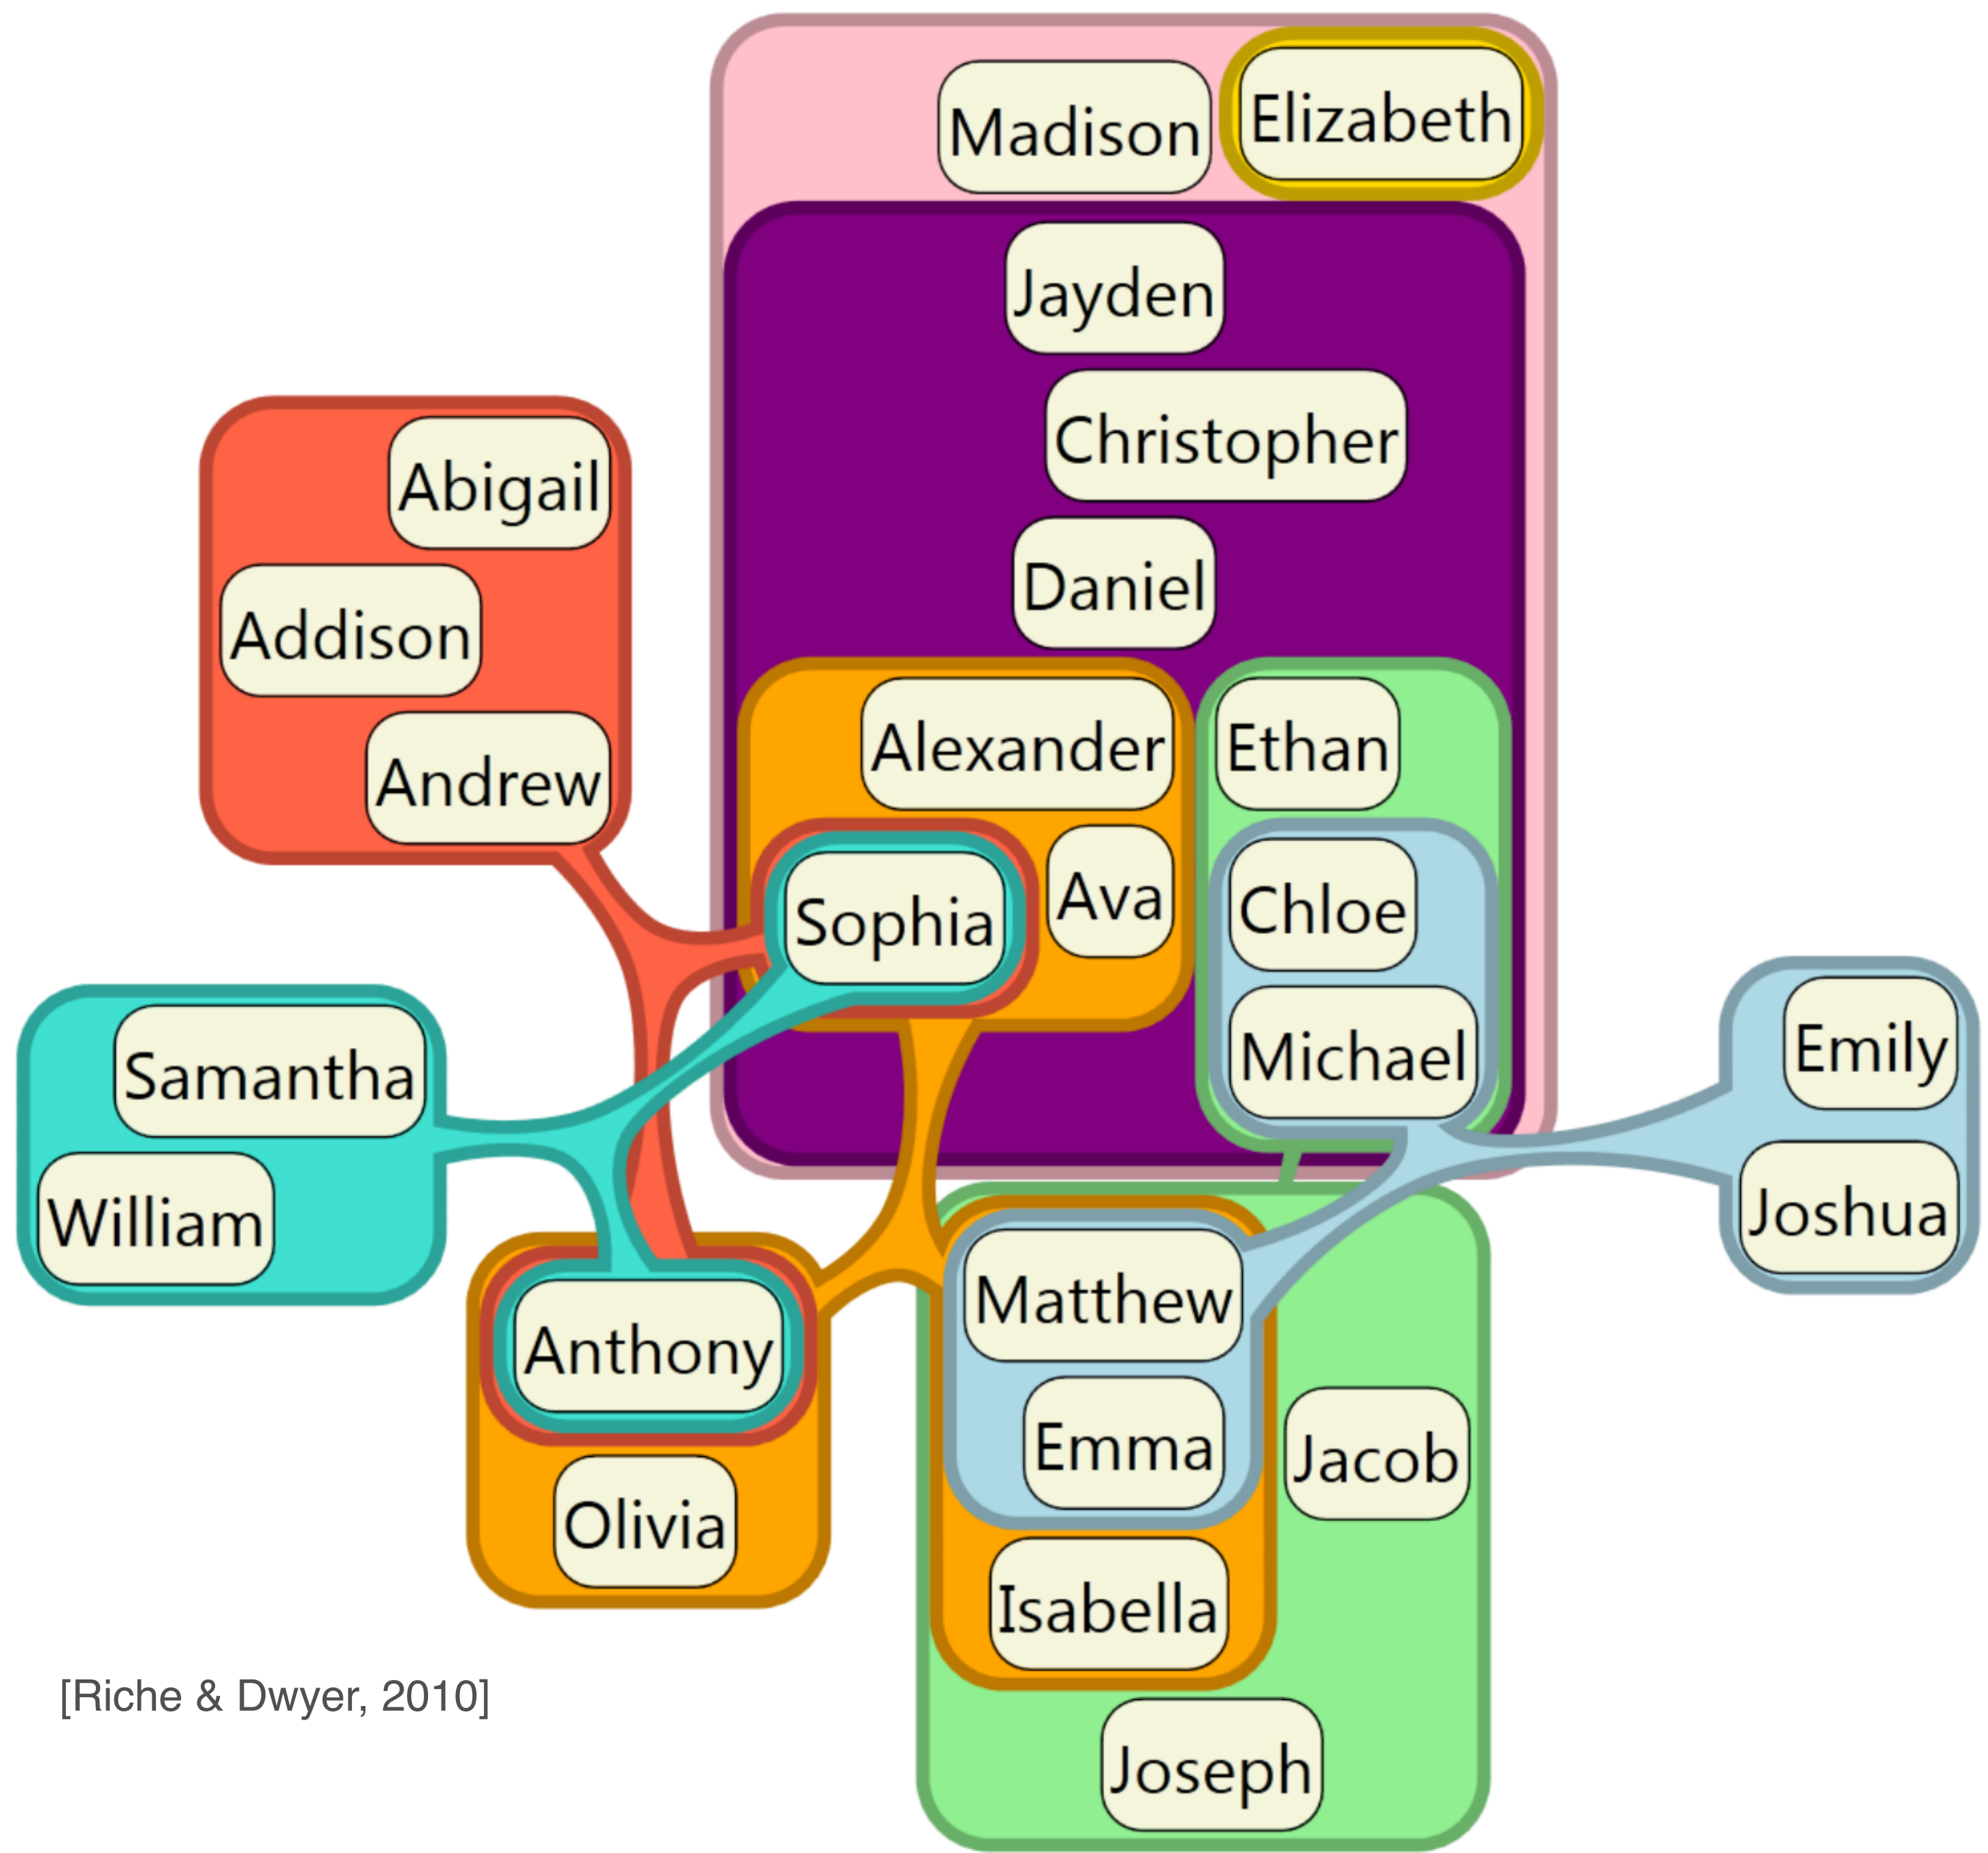 Madison
Elizabeth
Jayden
Christopher
Daniel
Abigail
Addison
Andrew
Alexander
Ethan
Sophia
Ava
Chloe
Michael
Samantha
William
Emily
Joshua
Anthony
Olivia
Matthew
Emma
Jacob
Isabella
Joseph
[Riche & Dwyer, 2010]